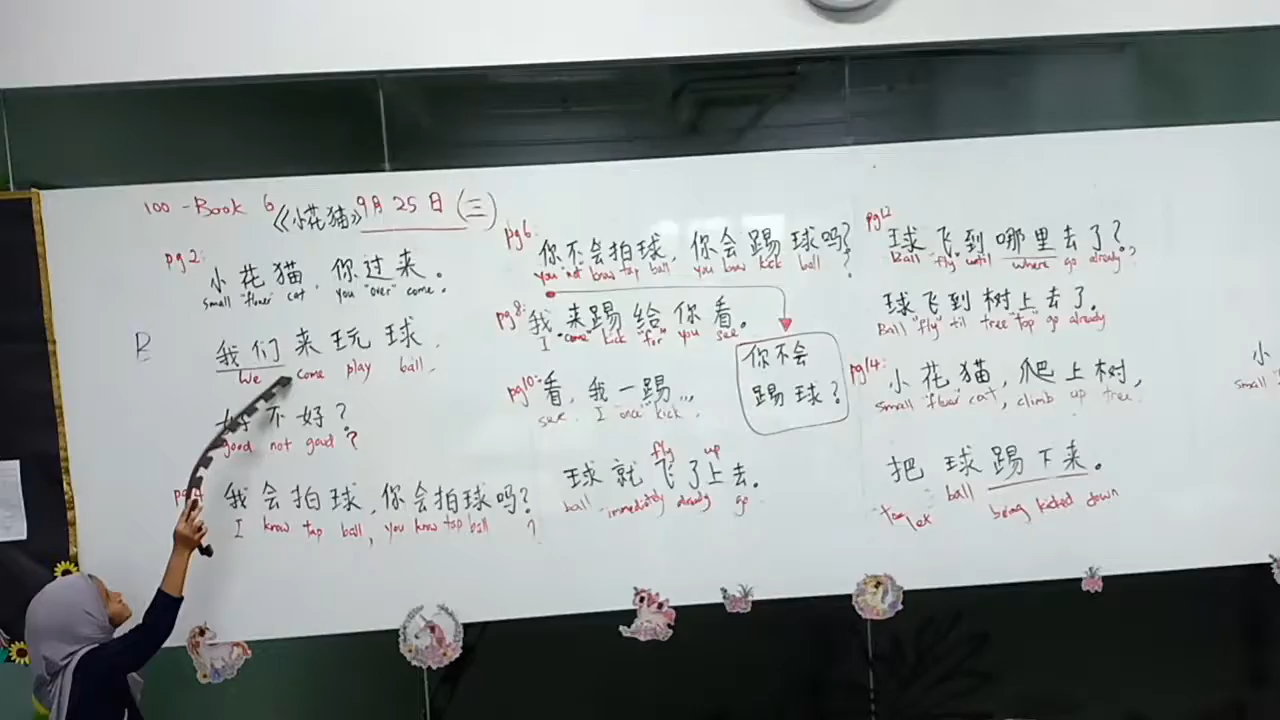 100 - Book 6 《小花猫》 9月25日(三)
pg2:
小花猫,你过来。
small "flower" cat, you "over" come.
B
我们来玩球,
We come play ball,
好不好?
good not good?
我会拍球,你会拍球吗?
I know tap ball, you know tap ball ?
pg6:
你不会拍球,你会踢球吗?
you not know tap ball, you know kick ball ?
pg8:
我来踢给你看。
I "come" kick "for" you see
你不会
踢球?
pg10:
看,我一踢...
see, I "once" kick
球就飞了上去。
fly up
ball immediately already go
pg12
球飞到哪里去了?
Ball "fly" until where go already?
球飞到树上去了。
Ball "fly" til tree "top" go already
pg14:
小花猫,爬上树,
small "flower" cat, climb up tree.
把球踢下来。
ball being kicked down
小
small